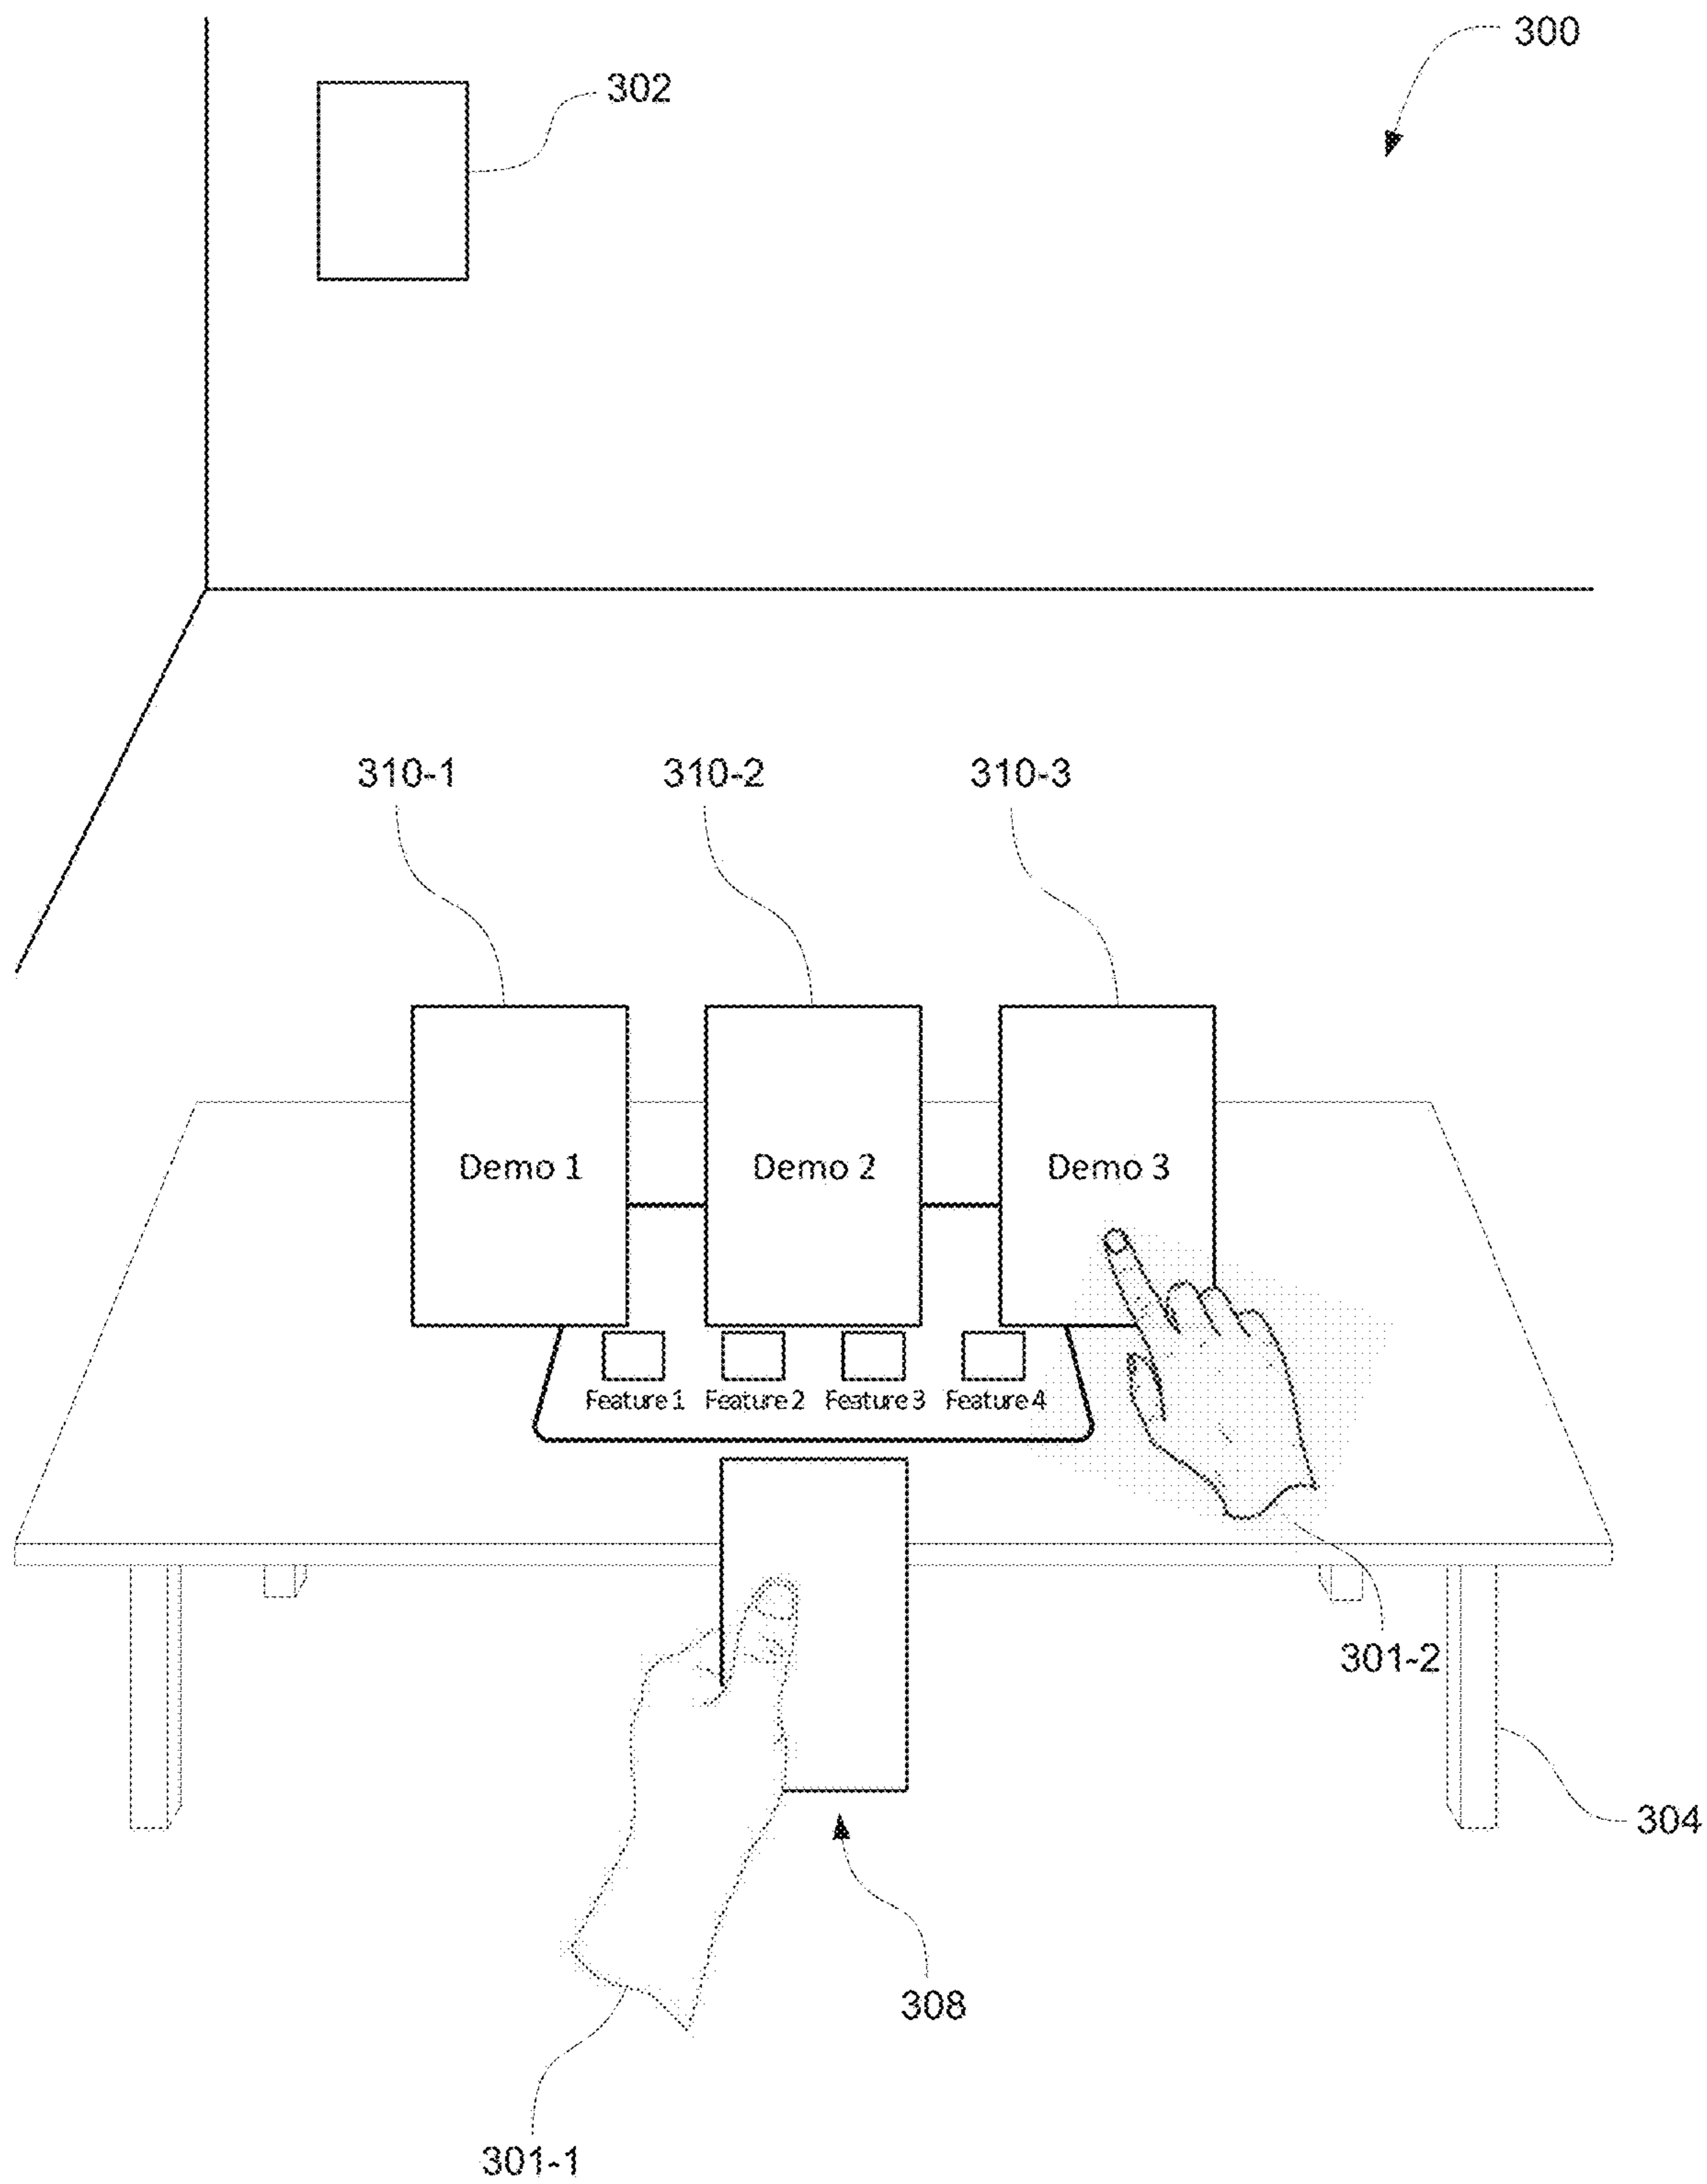 300
302
310-1
310-2
310-3
Demo 1
Demo 2
Demo 3
Feature 1
Feature 2
Feature 3
Feature 4
301-2
304
308
301-1